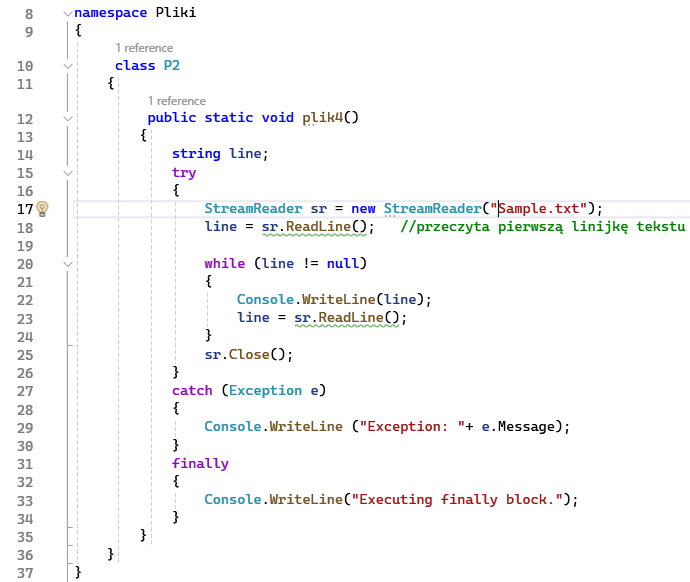 8 namespace Pliki
9 {
1 reference
10 class P2
11 {
1 reference
12 public static void plik4()
13 {
14 string line;
15 try
16 {
17 StreamReader sr = new StreamReader("Sample.txt");
18 line = sr.ReadLine(); //przeczyta pierwszą linijkę tekstu
19
20 while (line != null)
21 {
22 Console.WriteLine(line);
23 line = sr.ReadLine();
24 }
25 sr.Close();
26 }
27 catch (Exception e)
28 {
29 Console.WriteLine ("Exception: "+ e.Message);
30 }
31 finally
32 {
33 Console.WriteLine("Executing finally block.");
34 }
35 }
36 }
37 }